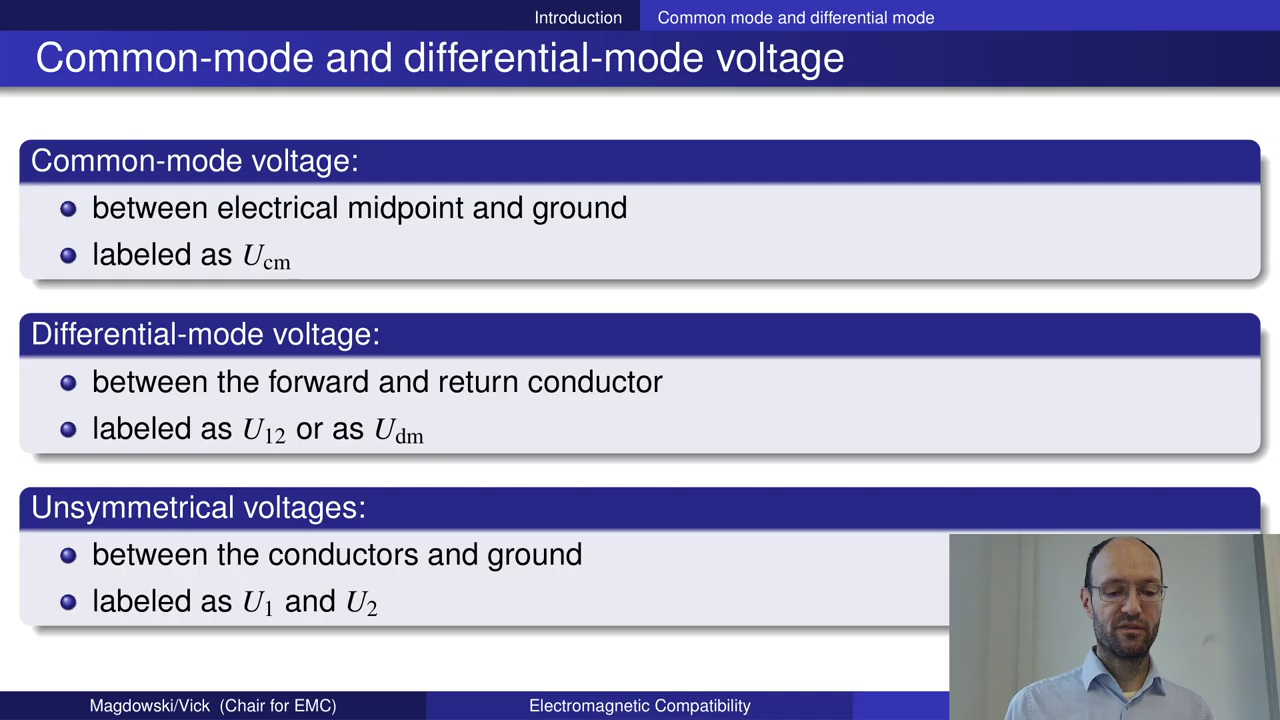 Introduction Common mode and differential mode
Common-mode and differential-mode voltage
Common-mode voltage:
between electrical midpoint and ground
labeled as U_cm
Differential-mode voltage:
between the forward and return conductor
labeled as U_12 or as U_dm
Unsymmetrical voltages:
between the conductors and ground
labeled as U_1 and U_2
Magdowski/Vick (Chair for EMC) Electromagnetic Compatibility